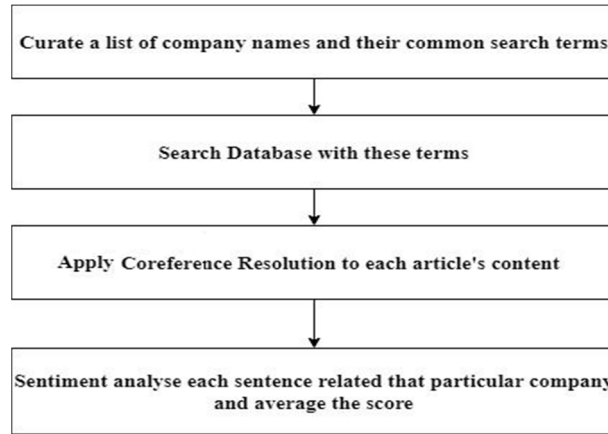 Curate a list of company names and their common search terms
Search Database with these terms
Apply Coreference Resolution to each article's content
Sentiment analyse each sentence related that particular company
and average the score